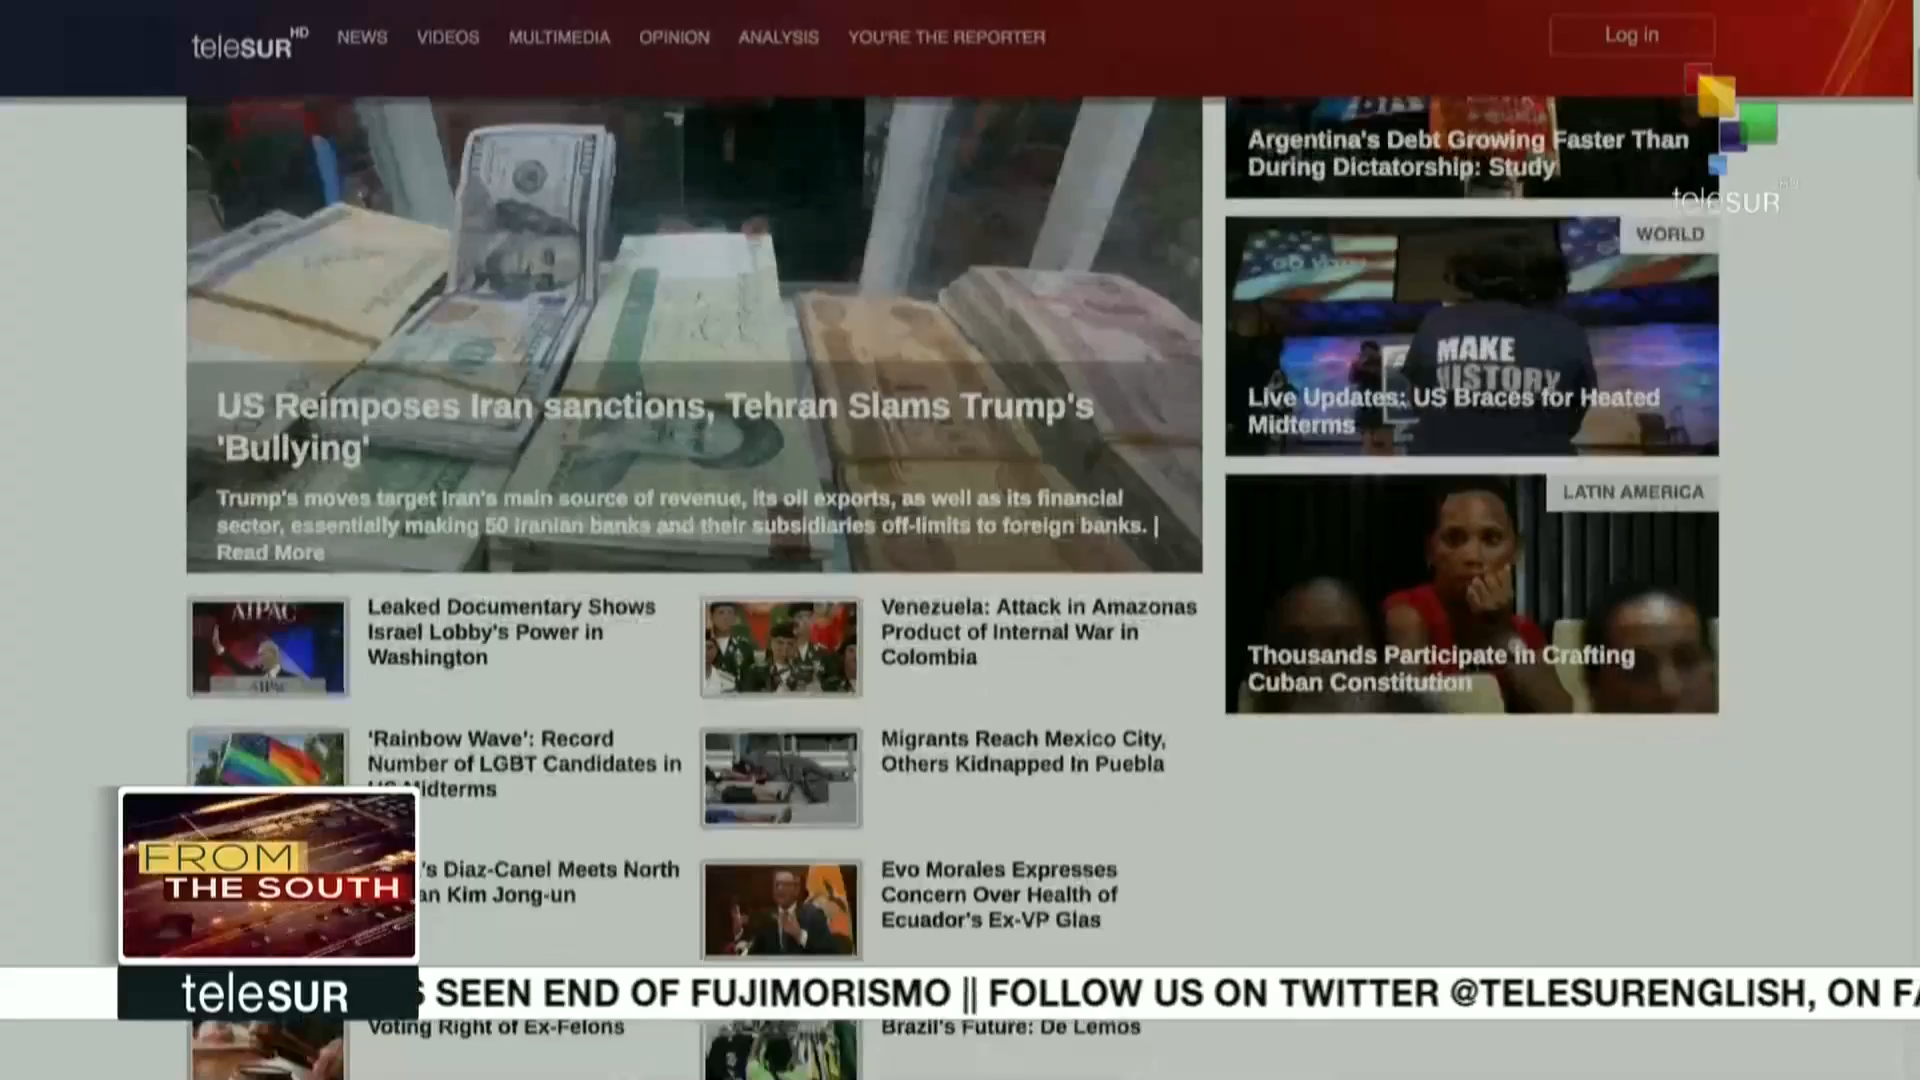 teleSUR HD
NEWS VIDEOS MULTIMEDIA OPINION ANALYSIS YOU'RE THE REPORTER
Log in
Argentina's Debt Growing Faster Than
During Dictatorship: Study
teleSUR
WORLD
MAKE
HISTORY
Live Updates: US Braces for Heated
Midterms
LATIN AMERICA
Thousands Participate in Crafting
Cuban Constitution
US Reimposes Iran sanctions, Tehran Slams Trump's
'Bullying'
Trump's moves target Iran's main source of revenue, its oil exports, as well as its financial
sector, essentially making 50 Iranian banks and their subsidiaries off-limits to foreign banks. |
Read More
AIPAC
AIPAC
Leaked Documentary Shows
Israel Lobby's Power in
Washington
Venezuela: Attack in Amazonas
Product of Internal War in
Colombia
'Rainbow Wave': Record
Number of LGBT Candidates in
US Midterms
Migrants Reach Mexico City,
Others Kidnapped In Puebla
's Diaz-Canel Meets North
an Kim Jong-un
Evo Morales Expresses
Concern Over Health of
Ecuador's Ex-VP Glas
FROM
THE SOUTH
teleSUR
S SEEN END OF FUJIMORISMO || FOLLOW US ON TWITTER @TELESURENGLISH, ON FA
Voting Right of Ex-Felons
Brazil's Future: De Lemos